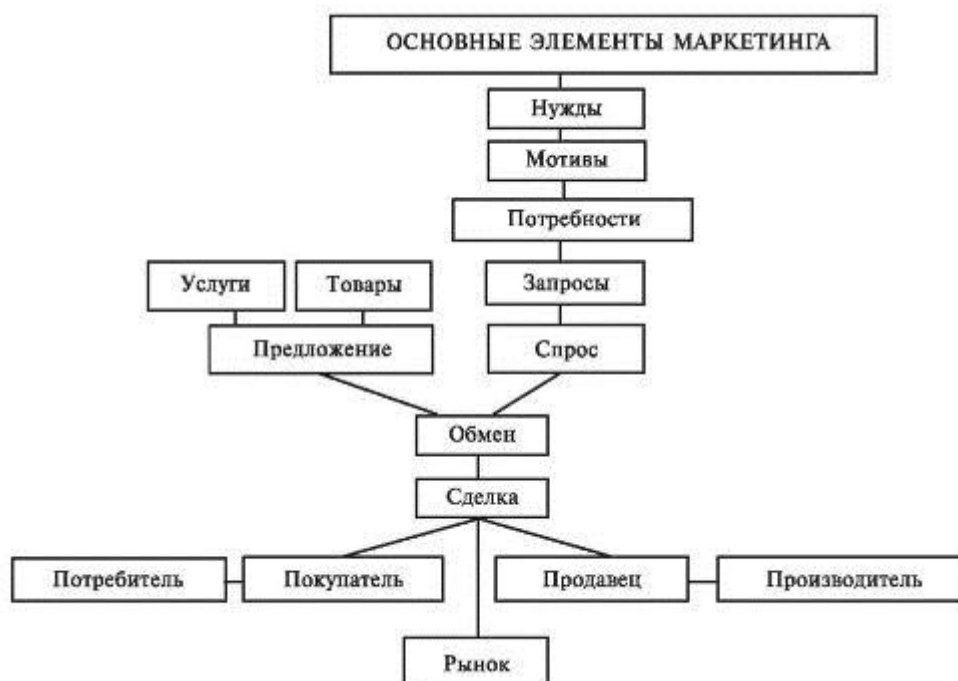 ОСНОВНЫЕ ЭЛЕМЕНТЫ МАРКЕТИНГА
Нужды
Мотивы
Потребности
Услуги
Товары
Запросы
Предложение
Спрос
Обмен
Сделка
Потребитель
Покупатель
Продавец
Производитель
Рынок